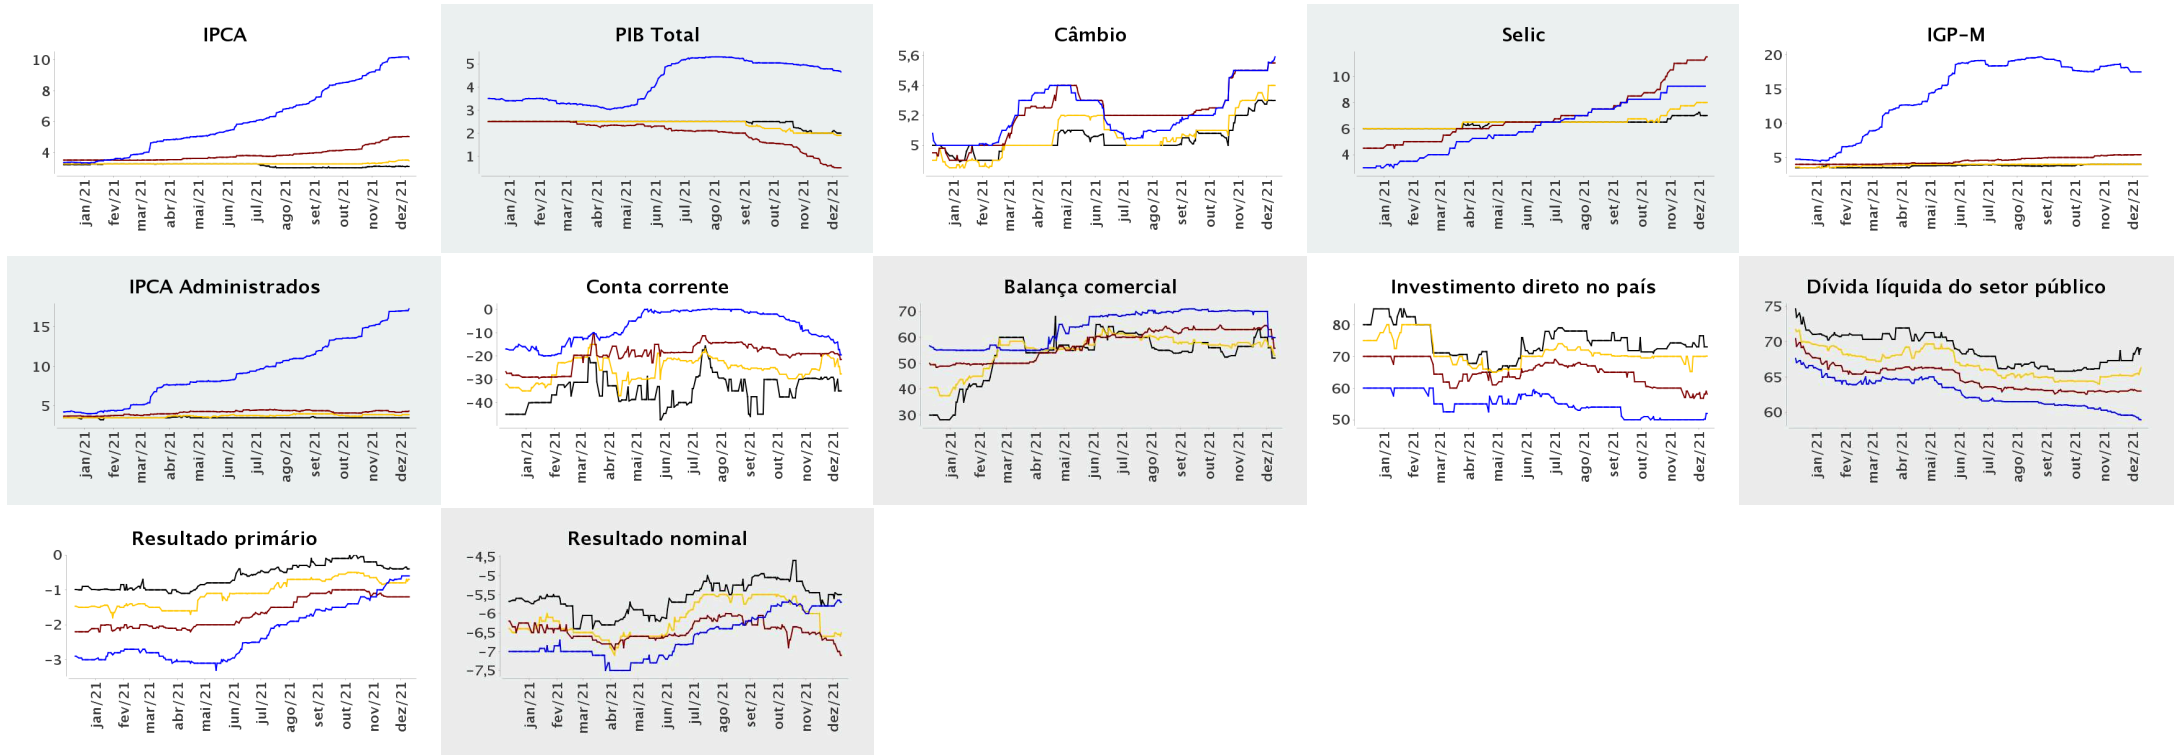 IPCA
10
8
6
4
jan/21 fev/21 mar/21 abr/21 mai/21 jun/21 jul/21 ago/21 set/21 out/21 nov/21 dez/21
PIB Total
5
4
3
2
1
jan/21 fev/21 mar/21 abr/21 mai/21 jun/21 jul/21 ago/21 set/21 out/21 nov/21 dez/21
Câmbio
5,6
5,4
5,2
5
jan/21 fev/21 mar/21 abr/21 mai/21 jun/21 jul/21 ago/21 set/21 out/21 nov/21 dez/21
Selic
10
8
6
4
jan/21 fev/21 mar/21 abr/21 mai/21 jun/21 jul/21 ago/21 set/21 out/21 nov/21 dez/21
IGP-M
20
15
10
5
jan/21 fev/21 mar/21 abr/21 mai/21 jun/21 jul/21 ago/21 set/21 out/21 nov/21 dez/21
IPCA Administrados
15
10
5
jan/21 fev/21 mar/21 abr/21 mai/21 jun/21 jul/21 ago/21 set/21 out/21 nov/21 dez/21
Conta corrente
0
-10
-20
-30
-40
jan/21 fev/21 mar/21 abr/21 mai/21 jun/21 jul/21 ago/21 set/21 out/21 nov/21 dez/21
Balança comercial
70
60
50
40
30
jan/21 fev/21 mar/21 abr/21 mai/21 jun/21 jul/21 ago/21 set/21 out/21 nov/21 dez/21
Investimento direto no país
80
70
60
50
jan/21 fev/21 mar/21 abr/21 mai/21 jun/21 jul/21 ago/21 set/21 out/21 nov/21 dez/21
Dívida líquida do setor público
75
70
65
60
jan/21 fev/21 mar/21 abr/21 mai/21 jun/21 jul/21 ago/21 set/21 out/21 nov/21 dez/21
Resultado primário
0
-1
-2
-3
jan/21 fev/21 mar/21 abr/21 mai/21 jun/21 jul/21 ago/21 set/21 out/21 nov/21 dez/21
Resultado nominal
-4,5
-5
-5,5
-6
-6,5
-7
-7,5
jan/21 fev/21 mar/21 abr/21 mai/21 jun/21 jul/21 ago/21 set/21 out/21 nov/21 dez/21